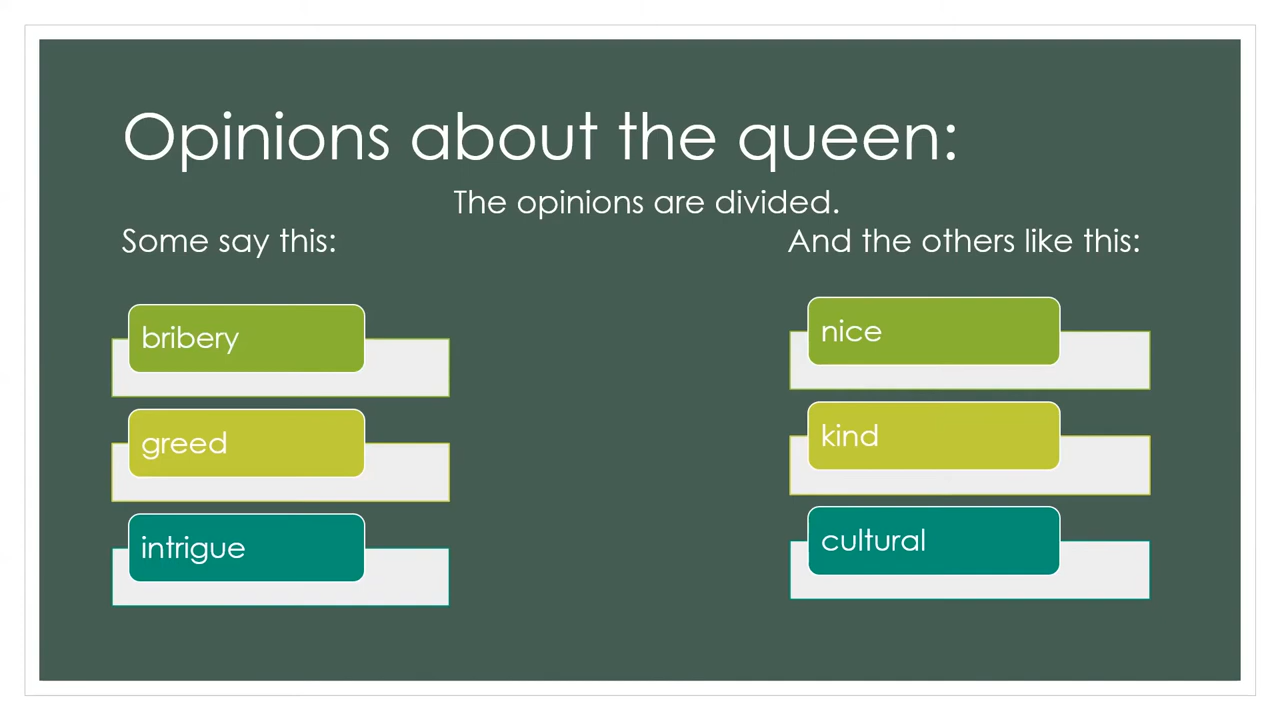 Opinions about the queen:
The opinions are divided.
Some say this:
bribery
greed
intrigue
And the others like this:
nice
kind
cultural